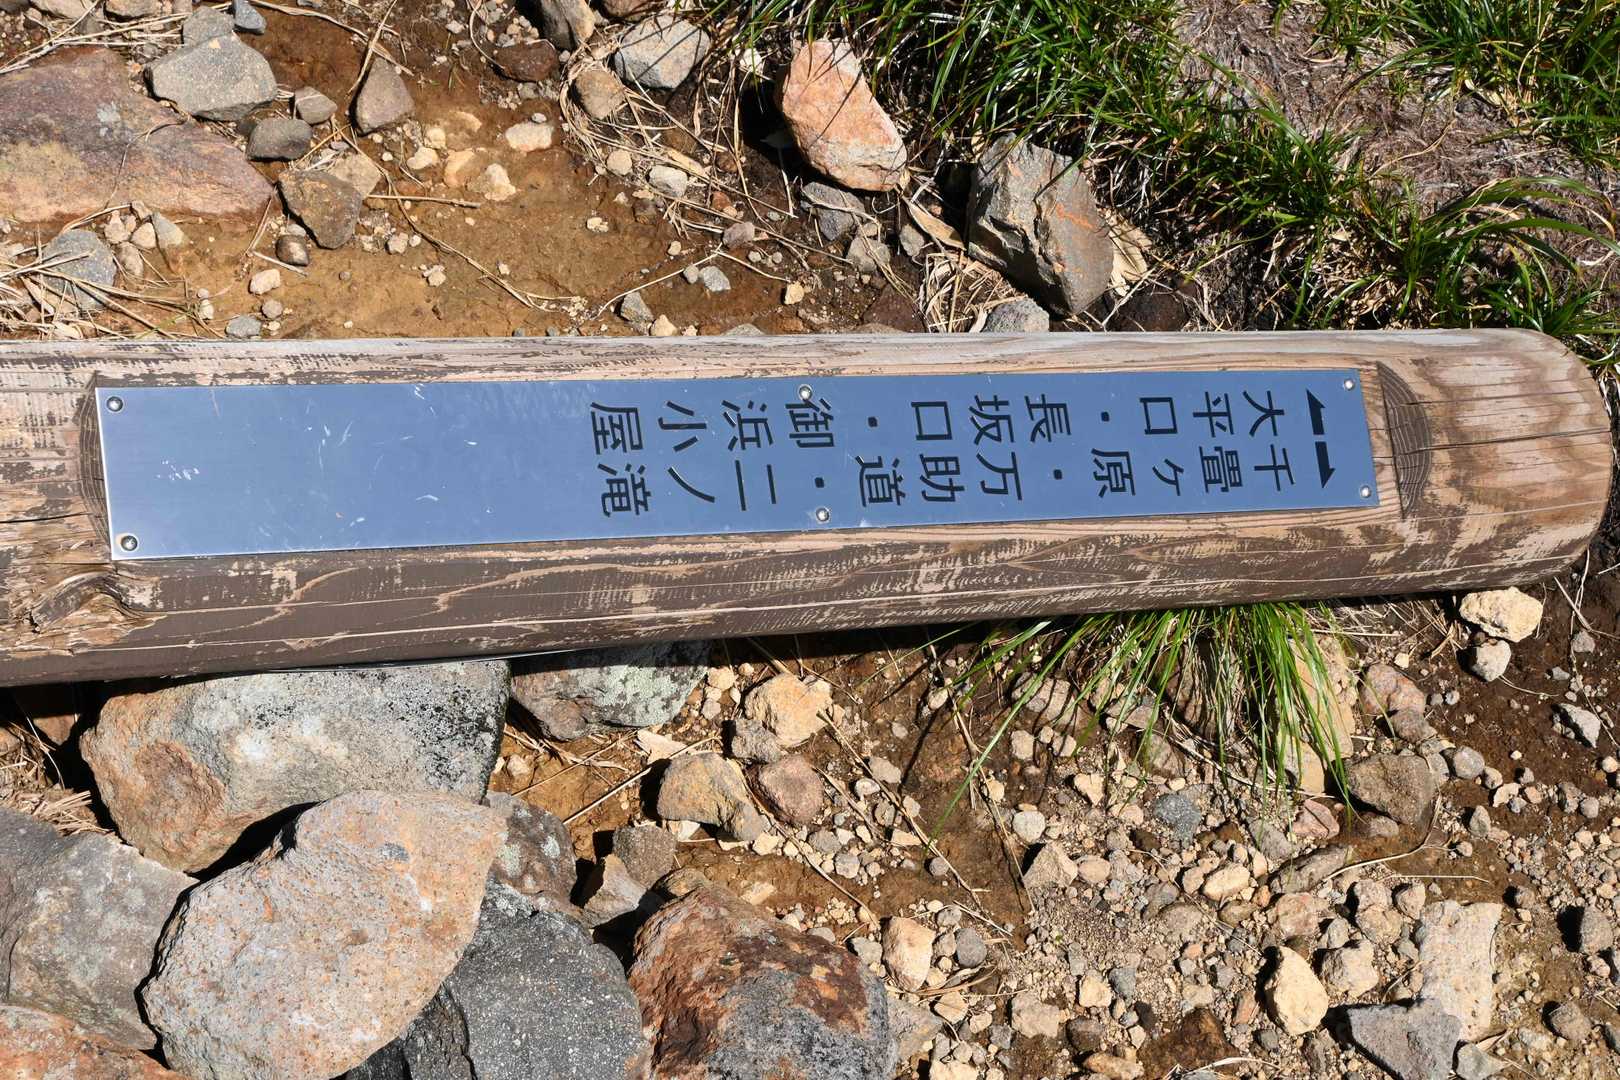 →
千畳ヶ原・万助道・二ノ滝
←
大平口・長坂口・御浜小屋